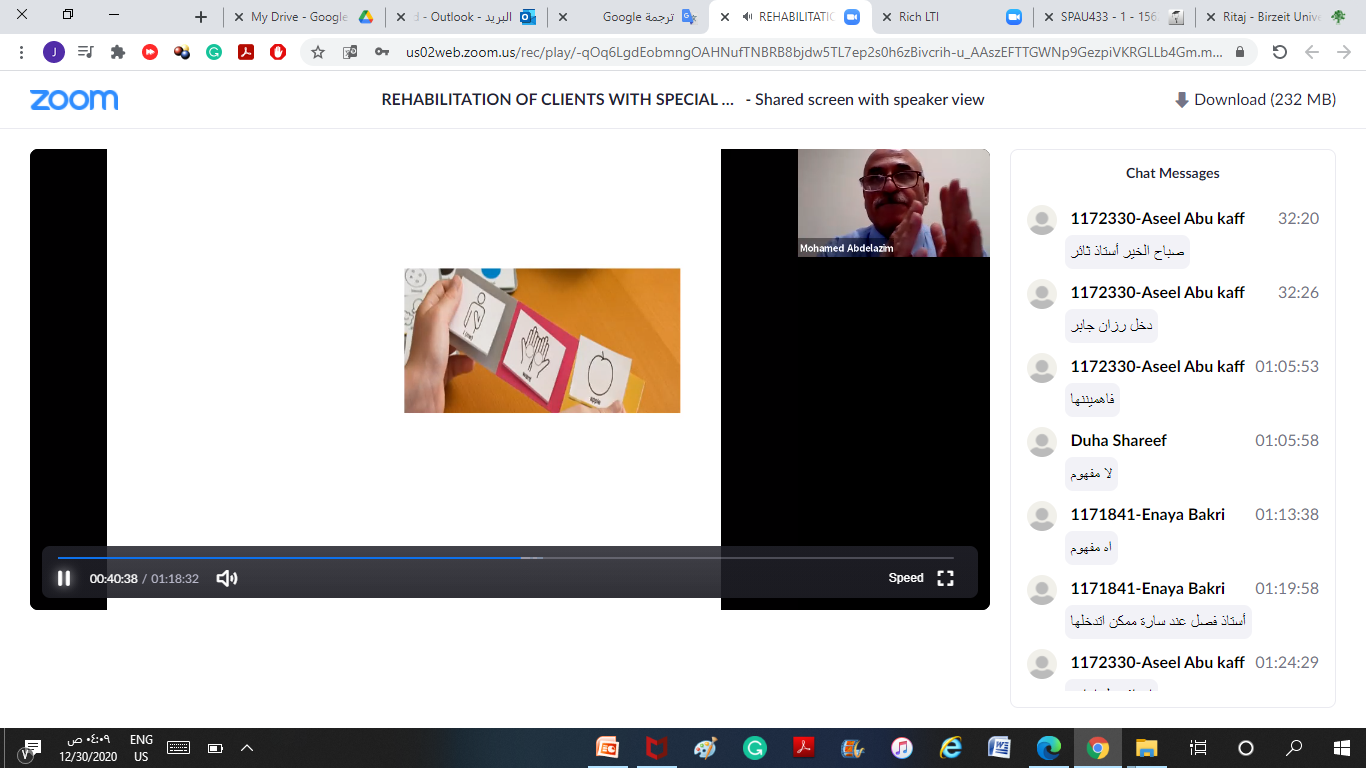 My Drive - Google
البريد - Outlook - d
ترجمة Google
REHABILITATIO
Rich LTI
SPAU433 - 1 - 156
Ritaj - Birzeit Unive
J
us02web.zoom.us/rec/play/-qOq6LgdEobmngOAHNufTNBRB8bjdw5TL7ep2s0h6zBivcrih-u_AAszEFTTGWNp9GezpiVKRGLLb4Gm.m...
zoom
REHABILITATION OF CLIENTS WITH SPECIAL ... - Shared screen with speaker view
Download (232 MB)
Mohamed Abdelazim
I want
apple
00:40:38 / 01:18:32
Speed
Chat Messages
1172330-Aseel Abu kaff 32:20
صباح الخير أستاذ ثائر
1172330-Aseel Abu kaff 32:26
دخل رزان جابر
1172330-Aseel Abu kaff 01:05:53
فاهميننها
Duha Shareef 01:05:58
لا مفهوم
1171841-Enaya Bakri 01:13:38
اه مفهوم
1171841-Enaya Bakri 01:19:58
أستاذ فصل عند سارة ممكن اتدخلها
1172330-Aseel Abu kaff 01:24:29
٠٤:٠٩ ص
12/30/2020
ENG
US